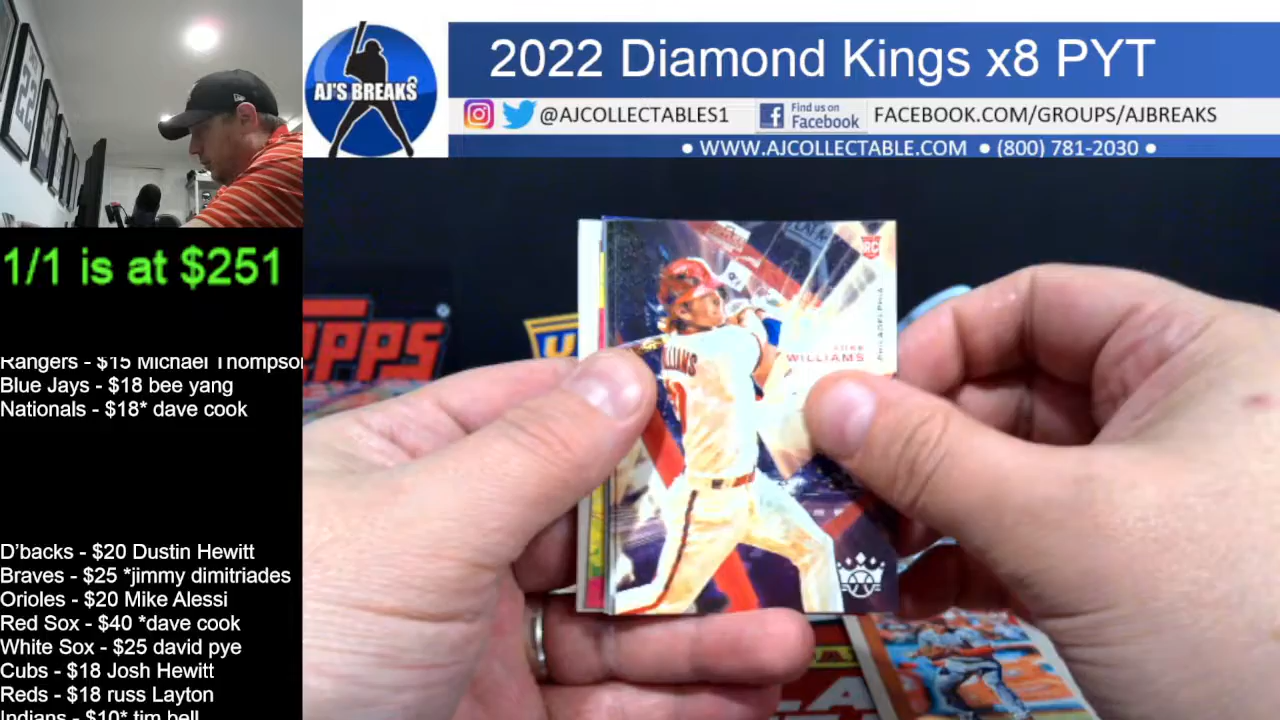 2022 Diamond Kings x8 PYT
AJ'S BREAKS
@AJCOLLECTABLES1
Find us on
Facebook
FACEBOOK.COM/GROUPS/AJBREAKS
• WWW.AJCOLLECTABLE.COM • (800) 781-2030 •
1/1 is at $251
Rangers - $15 Michael Thompson
Blue Jays - $18 bee yang
Nationals - $18* dave cook
D'backs - $20 Dustin Hewitt
Braves - $25 *jimmy dimitriades
Orioles - $20 Mike Alessi
Red Sox - $40 *dave cook
White Sox - $25 david pye
Cubs - $18 Josh Hewitt
Reds - $18 russ Layton
Indians - $10* tim bell
RC
PHILADELPHIA
LUKE
WILLIAMS
LIAMS
TOPPS